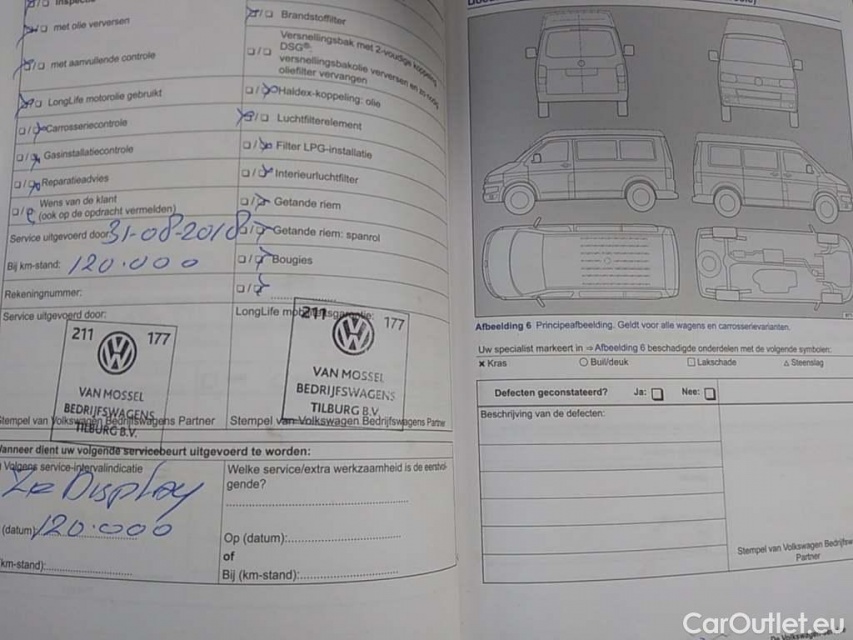 Inspectie
met olie verversen
met aanvullende controle
LongLife motorolie gebruikt
Carrosseriecontrole
Gasinstallatiecontrole
Reparatieadvies
Wens van de klant
(ook op de opdracht vermelden)
Service uitgevoerd door: 31-08-2018
Bij km-stand: 120.000
Rekeningnummer:
Service uitgevoerd door:
211 177
VAN MOSSEL
BEDRIJFSWAGENS
TILBURG B.V.
Stempel van Volkswagen Bedrijfswagens Partner
Brandstoffilter
Versnellingsbak met 2-voudige koppeling
DSG®:
versnellingsbakolie verversen en zo nodig
oliefilter vervangen
Haldex-koppeling: olie
Luchtfilterelement
Filter LPG-installatie
Interieurluchtfilter
Getande riem
Getande riem: spanrol
Bougies
LongLife mobiliteitsgarantie:
211 177
VAN MOSSEL
BEDRIJFSWAGENS
TILBURG B.V.
Stempel van Volkswagen Bedrijfswagens Partner
Wanneer dient uw volgende servicebeurt uitgevoerd te worden:
Volgens service-intervalindicatie
Zie Display
(datum): 120.000
km-stand):
Welke service/extra werkzaamheid is de eerstvol
gende?
Op (datum):
of
Bij (km-stand):
Afbeelding 6 Principeafbeelding. Geldt voor alle wagens en carrosserievarianten.
Uw specialist markeert in ⇒ Afbeelding 6 beschadigde onderdelen met de volgende symbolen:
× Kras ○ Buil/deuk □ Lakschade △ Steenslag
Defecten geconstateerd? Ja: □ Nee: □
Beschrijving van de defecten:
Stempel van Volkswagen Bedrijfsw
Partner
CarOutlet.eu